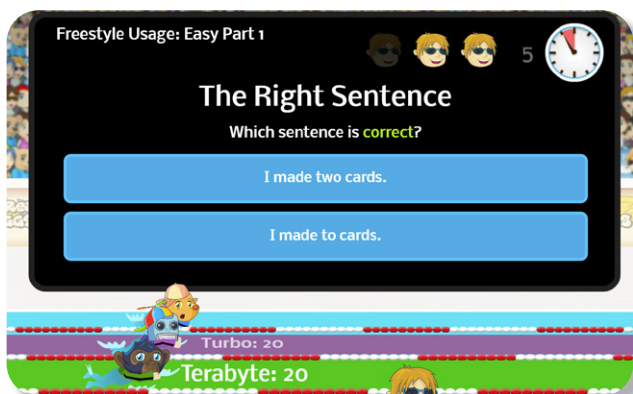 Freestyle Usage: Easy Part 1
5
The Right Sentence
Which sentence is correct?
I made two cards.
I made to cards.
Turbo: 20
Terabyte: 20